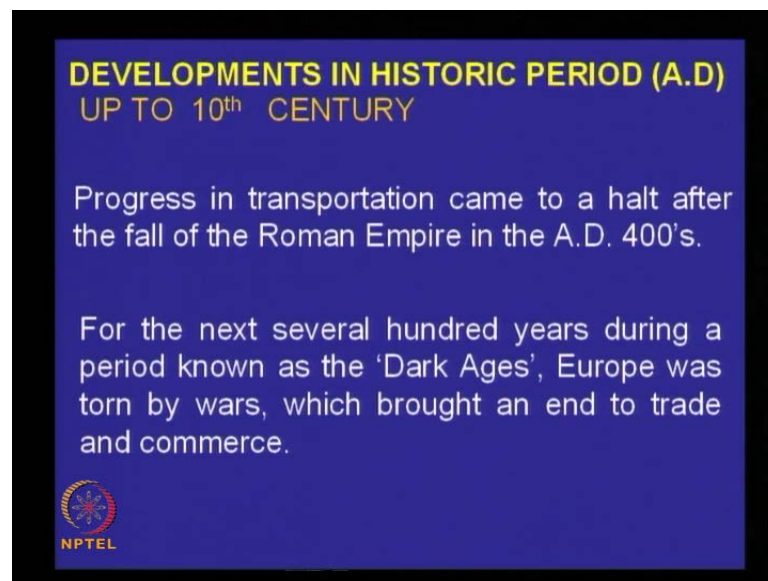 DEVELOPMENTS IN HISTORIC PERIOD (A.D)
UP TO 10th CENTURY
Progress in transportation came to a halt after
the fall of the Roman Empire in the A.D. 400's.
For the next several hundred years during a
period known as the 'Dark Ages', Europe was
torn by wars, which brought an end to trade
and commerce.
NPTEL